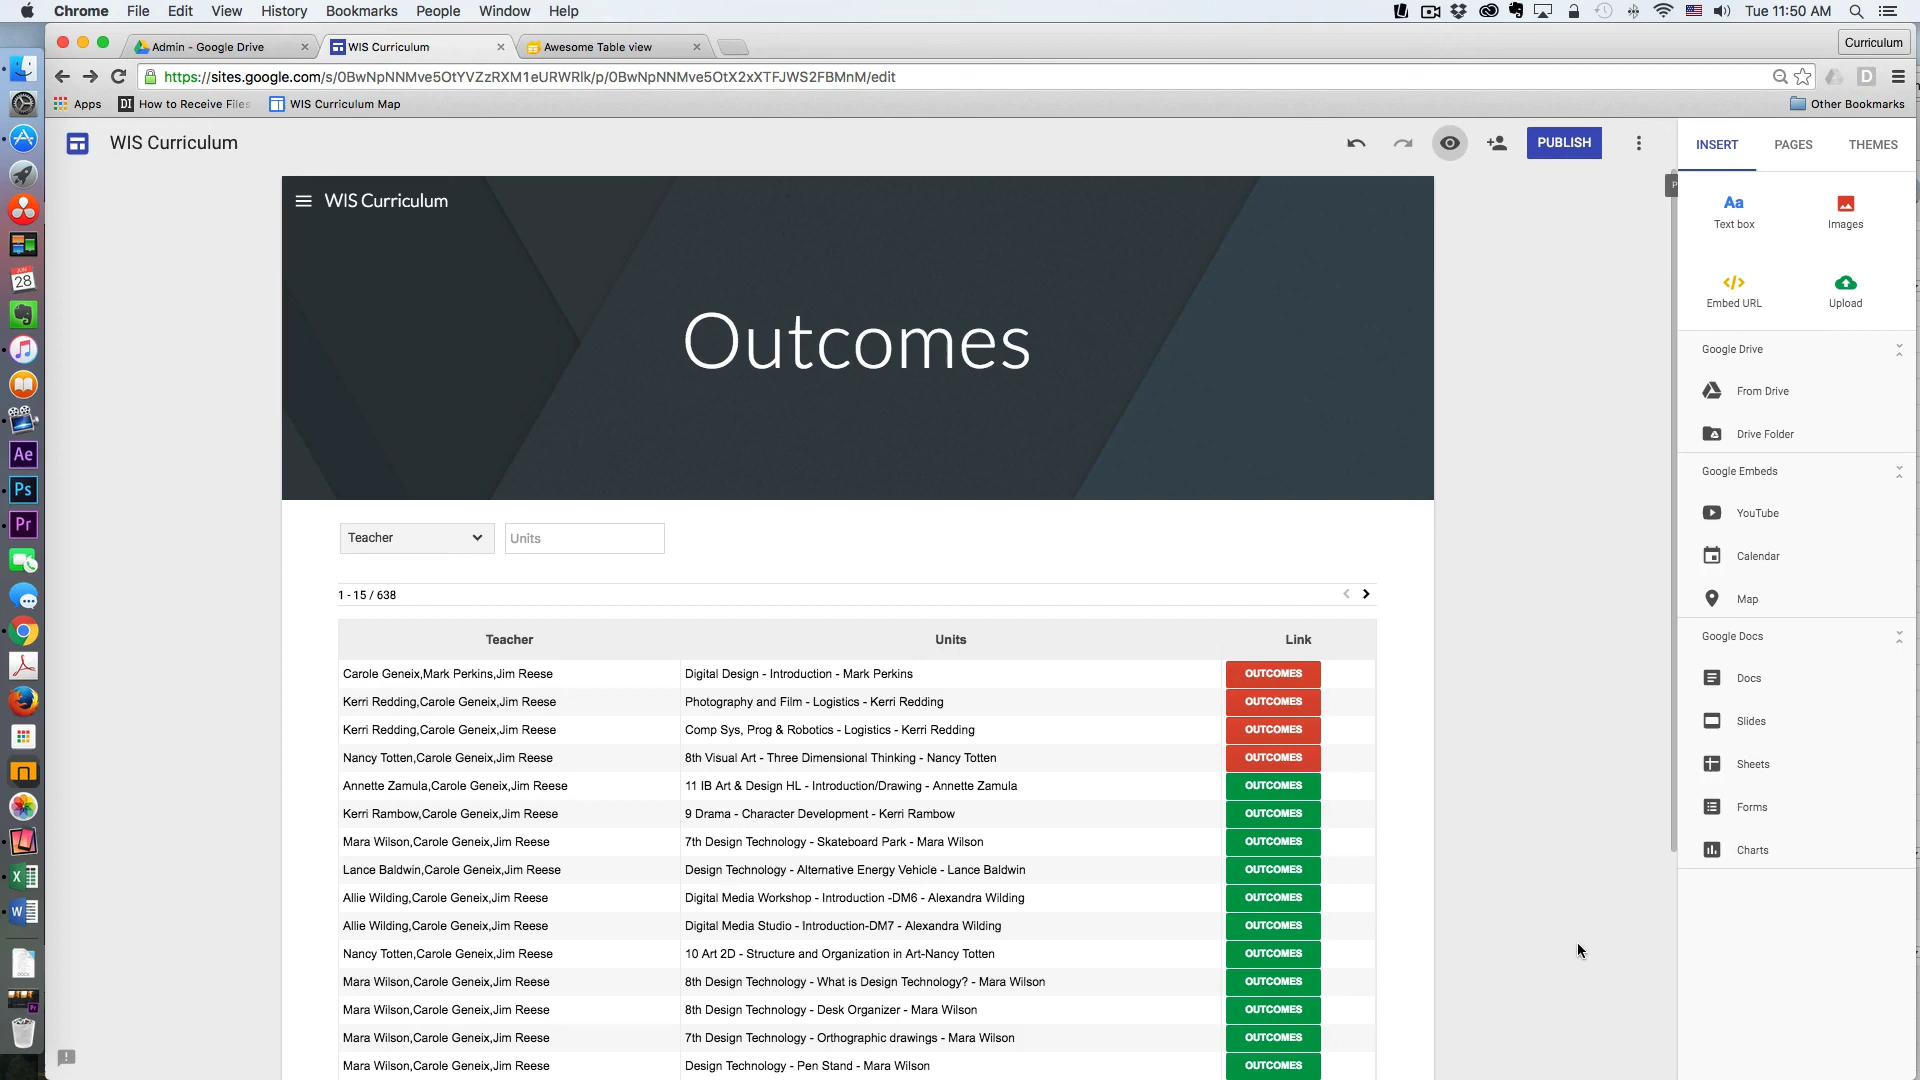 Chrome File Edit View History Bookmarks People Window Help
Tue 11:50 AM
Admin - Google Drive
WIS Curriculum
Awesome Table view
Curriculum
https://sites.google.com/s/0BwNpNNMve5OtYVZzRXM1eURWRlk/p/0BwNpNNMve5OtX2xXTFJWS2FBMnM/edit
Apps
DI How to Receive Files
WIS Curriculum Map
Other Bookmarks
WIS Curriculum
PUBLISH
INSERT PAGES THEMES
WIS Curriculum
Outcomes
Aa
Text box
Images
Embed URL
Upload
Google Drive
From Drive
Drive Folder
Google Embeds
YouTube
Calendar
Map
Google Docs
Docs
Slides
Sheets
Forms
Charts
Teacher
Units
1 - 15 / 638
Teacher Units Link
Carole Geneix,Mark Perkins,Jim Reese Digital Design - Introduction - Mark Perkins OUTCOMES
Kerri Redding,Carole Geneix,Jim Reese Photography and Film - Logistics - Kerri Redding OUTCOMES
Kerri Redding,Carole Geneix,Jim Reese Comp Sys, Prog & Robotics - Logistics - Kerri Redding OUTCOMES
Nancy Totten,Carole Geneix,Jim Reese 8th Visual Art - Three Dimensional Thinking - Nancy Totten OUTCOMES
Annette Zamula,Carole Geneix,Jim Reese 11 IB Art & Design HL - Introduction/Drawing - Annette Zamula OUTCOMES
Kerri Rambow,Carole Geneix,Jim Reese 9 Drama - Character Development - Kerri Rambow OUTCOMES
Mara Wilson,Carole Geneix,Jim Reese 7th Design Technology - Skateboard Park - Mara Wilson OUTCOMES
Lance Baldwin,Carole Geneix,Jim Reese Design Technology - Alternative Energy Vehicle - Lance Baldwin OUTCOMES
Allie Wilding,Carole Geneix,Jim Reese Digital Media Workshop - Introduction -DM6 - Alexandra Wilding OUTCOMES
Allie Wilding,Carole Geneix,Jim Reese Digital Media Studio - Introduction-DM7 - Alexandra Wilding OUTCOMES
Nancy Totten,Carole Geneix,Jim Reese 10 Art 2D - Structure and Organization in Art-Nancy Totten OUTCOMES
Mara Wilson,Carole Geneix,Jim Reese 8th Design Technology - What is Design Technology? - Mara Wilson OUTCOMES
Mara Wilson,Carole Geneix,Jim Reese 8th Design Technology - Desk Organizer - Mara Wilson OUTCOMES
Mara Wilson,Carole Geneix,Jim Reese 7th Design Technology - Orthographic drawings - Mara Wilson OUTCOMES
Mara Wilson,Carole Geneix,Jim Reese Design Technology - Pen Stand - Mara Wilson OUTCOMES
JUN
28
Ae
Ps
Pr